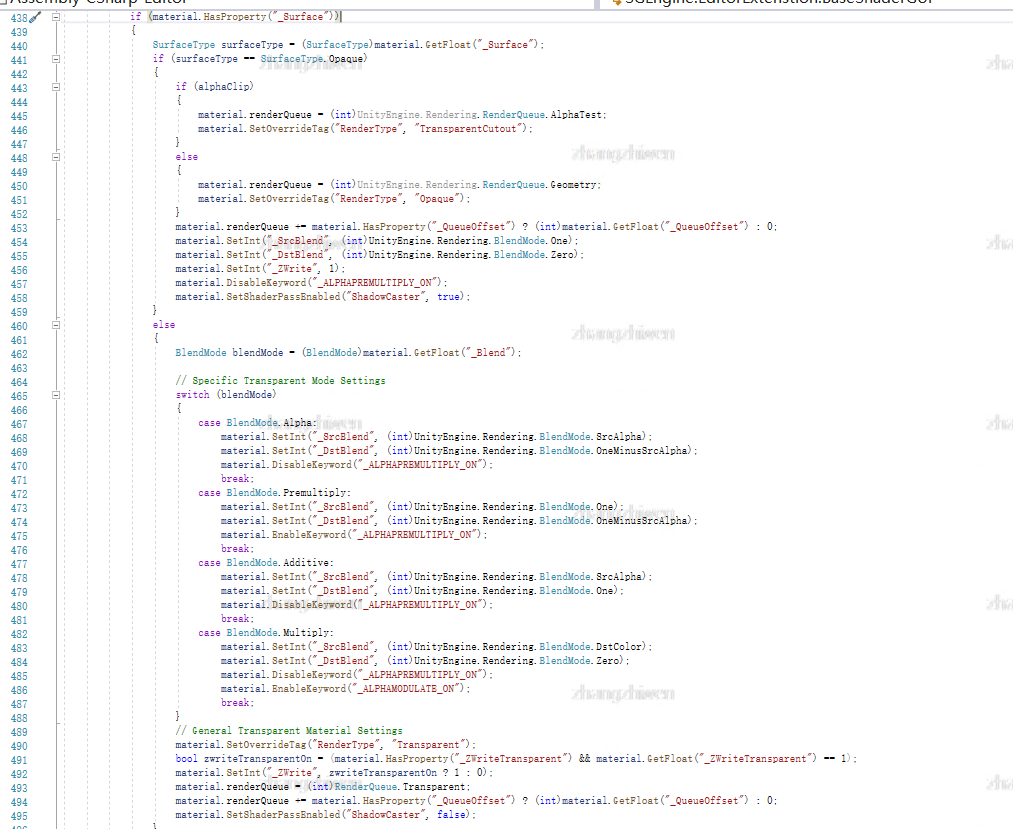 Assembly-CSharp-Editor SGEngine.EditorExtenstion.BaseShaderGUI
438 if (material.HasProperty("_Surface"))
439 {
440 SurfaceType surfaceType = (SurfaceType)material.GetFloat("_Surface");
441 if (surfaceType == SurfaceType.Opaque)
442 {
443 if (alphaClip)
444 {
445 material.renderQueue = (int)UnityEngine.Rendering.RenderQueue.AlphaTest;
446 material.SetOverrideTag("RenderType", "TransparentCutout");
447 }
448 else
449 {
450 material.renderQueue = (int)UnityEngine.Rendering.RenderQueue.Geometry;
451 material.SetOverrideTag("RenderType", "Opaque");
452 }
453 material.renderQueue += material.HasProperty("_QueueOffset") ? (int)material.GetFloat("_QueueOffset") : 0;
454 material.SetInt("_SrcBlend", (int)UnityEngine.Rendering.BlendMode.One);
455 material.SetInt("_DstBlend", (int)UnityEngine.Rendering.BlendMode.Zero);
456 material.SetInt("_ZWrite", 1);
457 material.DisableKeyword("_ALPHAPREMULTIPLY_ON");
458 material.SetShaderPassEnabled("ShadowCaster", true);
459 }
460 else
461 {
462 BlendMode blendMode = (BlendMode)material.GetFloat("_Blend");
463
464 // Specific Transparent Mode Settings
465 switch (blendMode)
466 {
467 case BlendMode.Alpha:
468 material.SetInt("_SrcBlend", (int)UnityEngine.Rendering.BlendMode.SrcAlpha);
469 material.SetInt("_DstBlend", (int)UnityEngine.Rendering.BlendMode.OneMinusSrcAlpha);
470 material.DisableKeyword("_ALPHAPREMULTIPLY_ON");
471 break;
472 case BlendMode.Premultiply:
473 material.SetInt("_SrcBlend", (int)UnityEngine.Rendering.BlendMode.One);
474 material.SetInt("_DstBlend", (int)UnityEngine.Rendering.BlendMode.OneMinusSrcAlpha);
475 material.EnableKeyword("_ALPHAPREMULTIPLY_ON");
476 break;
477 case BlendMode.Additive:
478 material.SetInt("_SrcBlend", (int)UnityEngine.Rendering.BlendMode.SrcAlpha);
479 material.SetInt("_DstBlend", (int)UnityEngine.Rendering.BlendMode.One);
480 material.DisableKeyword("_ALPHAPREMULTIPLY_ON");
481 break;
482 case BlendMode.Multiply:
483 material.SetInt("_SrcBlend", (int)UnityEngine.Rendering.BlendMode.DstColor);
484 material.SetInt("_DstBlend", (int)UnityEngine.Rendering.BlendMode.Zero);
485 material.DisableKeyword("_ALPHAPREMULTIPLY_ON");
486 material.EnableKeyword("_ALPHAMODULATE_ON");
487 break;
488 }
489 // General Transparent Material Settings
490 material.SetOverrideTag("RenderType", "Transparent");
491 bool zwriteTransparentOn = (material.HasProperty("_ZWriteTransparent") && material.GetFloat("_ZWriteTransparent") == 1);
492 material.SetInt("_ZWrite", zwriteTransparentOn ? 1 : 0);
493 material.renderQueue = (int)RenderQueue.Transparent;
494 material.renderQueue += material.HasProperty("_QueueOffset") ? (int)material.GetFloat("_QueueOffset") : 0;
495 material.SetShaderPassEnabled("ShadowCaster", false);
496 }